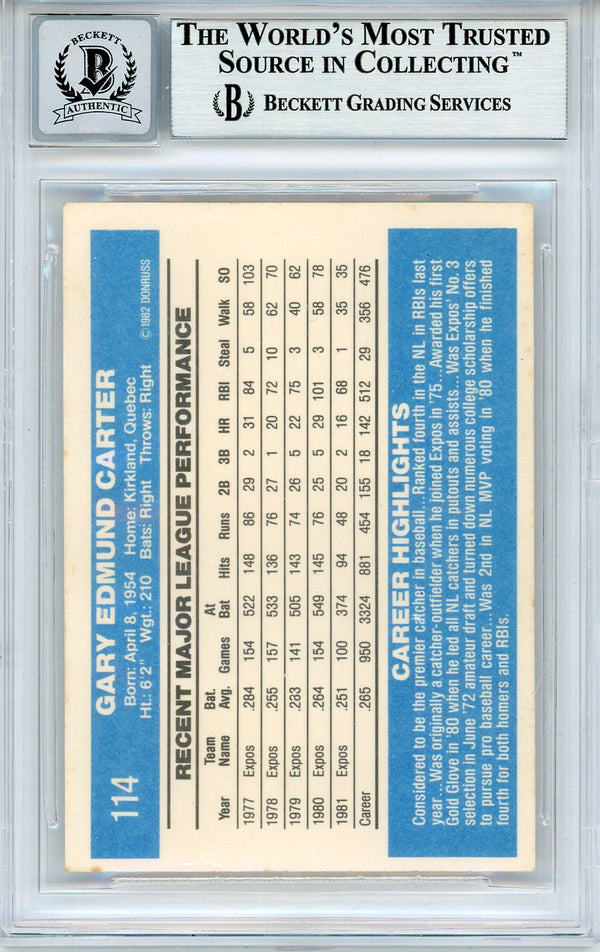 BECKETT
B
AUTHENTIC
THE WORLD'S MOST TRUSTED
SOURCE IN COLLECTING™
B BECKETT GRADING SERVICES
114
GARY EDMUND CARTER
Born: April 8, 1954 Home: Kirkland, Quebec
Ht.: 6'2" Wgt.: 210 Bats: Right Throws: Right ©1982 DONRUSS
RECENT MAJOR LEAGUE PERFORMANCE
Team Bat. At
Year Name Avg. Games Bat Hits Runs 2B 3B HR RBI Steal Walk SO
1977 Expos .284 154 522 148 86 29 2 31 84 5 58 103
1978 Expos .255 157 533 136 76 27 1 20 72 10 62 70
1979 Expos .283 141 505 143 74 26 5 22 75 3 40 62
1980 Expos .264 154 549 145 76 25 5 29 101 3 58 78
1981 Expos .251 100 374 94 48 20 2 16 68 1 35 35
Career .265 950 3324 881 454 155 18 142 512 29 356 476
CAREER HIGHLIGHTS
Considered to be the premier catcher in baseball...Ranked fourth in the NL in RBIs last
year...Was originally a catcher-outfielder when he joined Expos in '75...Awarded his first
Gold Glove in '80 when he led all NL catchers in putouts and assists...Was Expos' No. 3
selection in June '72 amateur draft and turned down numerous college scholarship offers
to pursue pro baseball career...Was 2nd in NL MVP voting in '80 when he finished
fourth for both homers and RBIs.